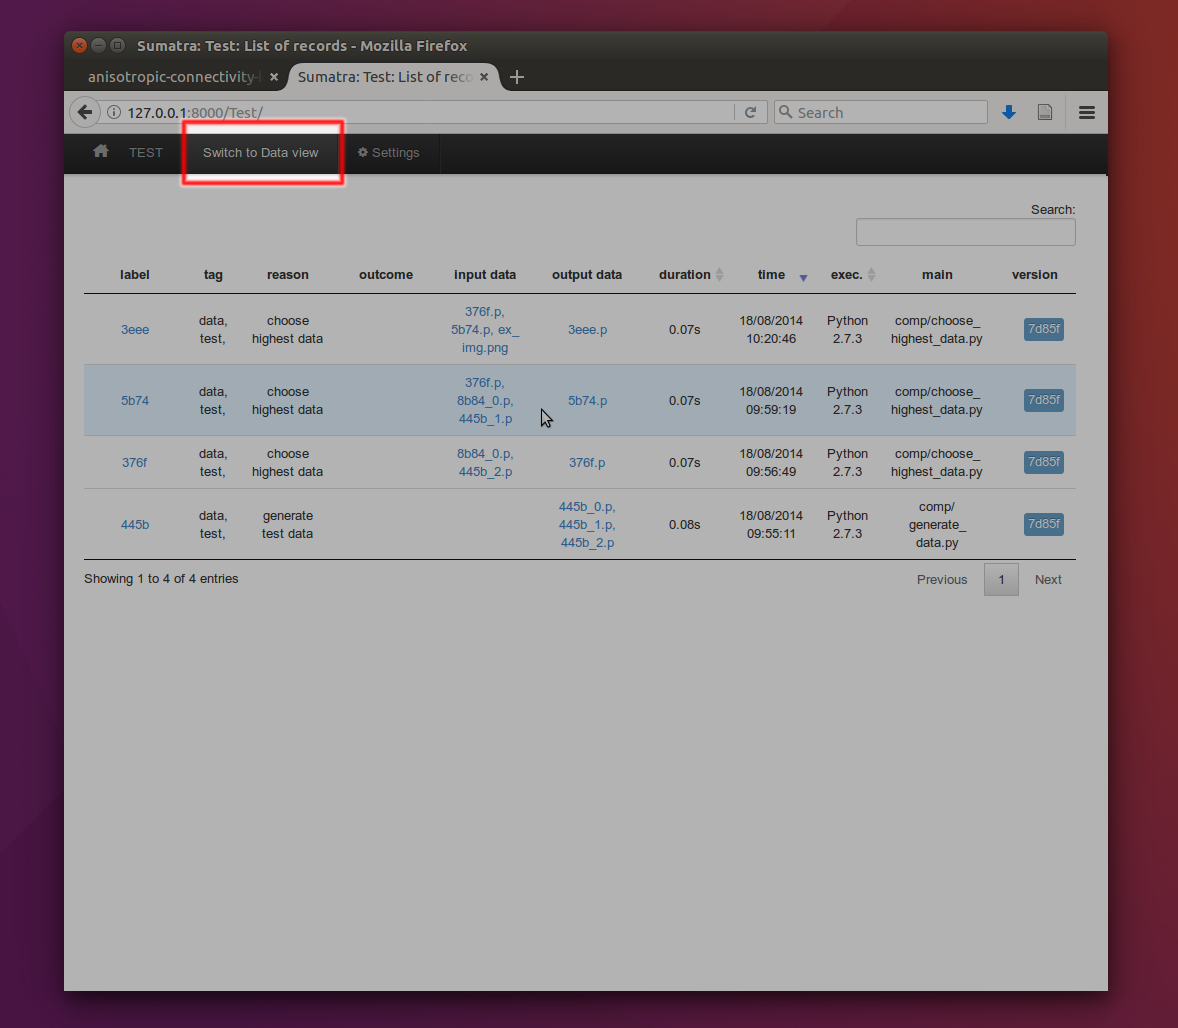 Sumatra: Test: List of records - Mozilla Firefox
anisotropic-connectivity- Sumatra: Test: List of reco
127.0.0.1:8000/Test/ Search
TEST Switch to Data view Settings
Search:
label tag reason outcome input data output data duration time exec. main version
3eee data, test, choose highest data 376f.p, 5b74.p, ex_img.png 3eee.p 0.07s 18/08/2014 10:20:46 Python 2.7.3 comp/choose_highest_data.py 7d85f
5b74 data, test, choose highest data 376f.p, 8b84_0.p, 445b_1.p 5b74.p 0.07s 18/08/2014 09:59:19 Python 2.7.3 comp/choose_highest_data.py 7d85f
376f data, test, choose highest data 8b84_0.p, 445b_2.p 376f.p 0.07s 18/08/2014 09:56:49 Python 2.7.3 comp/choose_highest_data.py 7d85f
445b data, test, generate test data 445b_0.p, 445b_1.p, 445b_2.p 0.08s 18/08/2014 09:55:11 Python 2.7.3 comp/generate_data.py 7d85f
Showing 1 to 4 of 4 entries Previous 1 Next